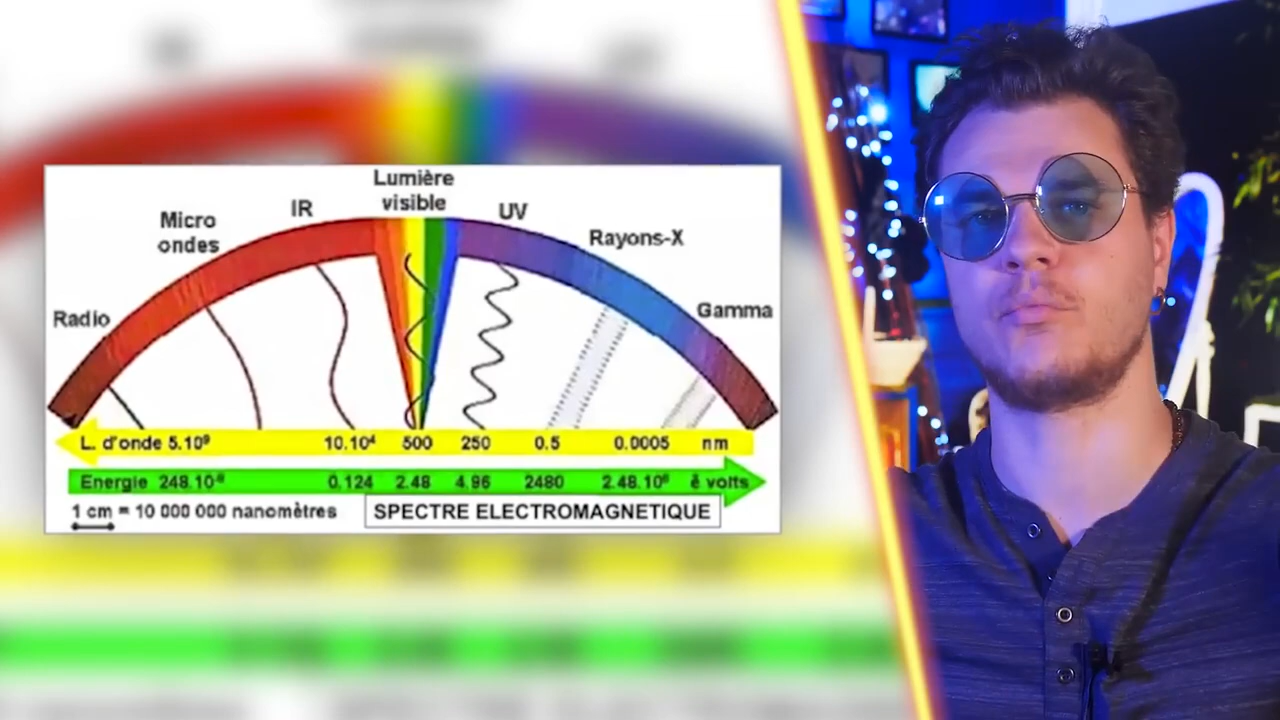 Lumière
visible
IR
UV
Micro
ondes
Rayons-X
Radio
Gamma
L. d'onde 5.10⁹ 10.10⁴ 500 250 0.5 0.0005 nm
Energie 248.10⁻⁹ 0.124 2.48 4.96 2480 2.48.10⁶ é volts
1 cm = 10 000 000 nanomètres
SPECTRE ELECTROMAGNETIQUE